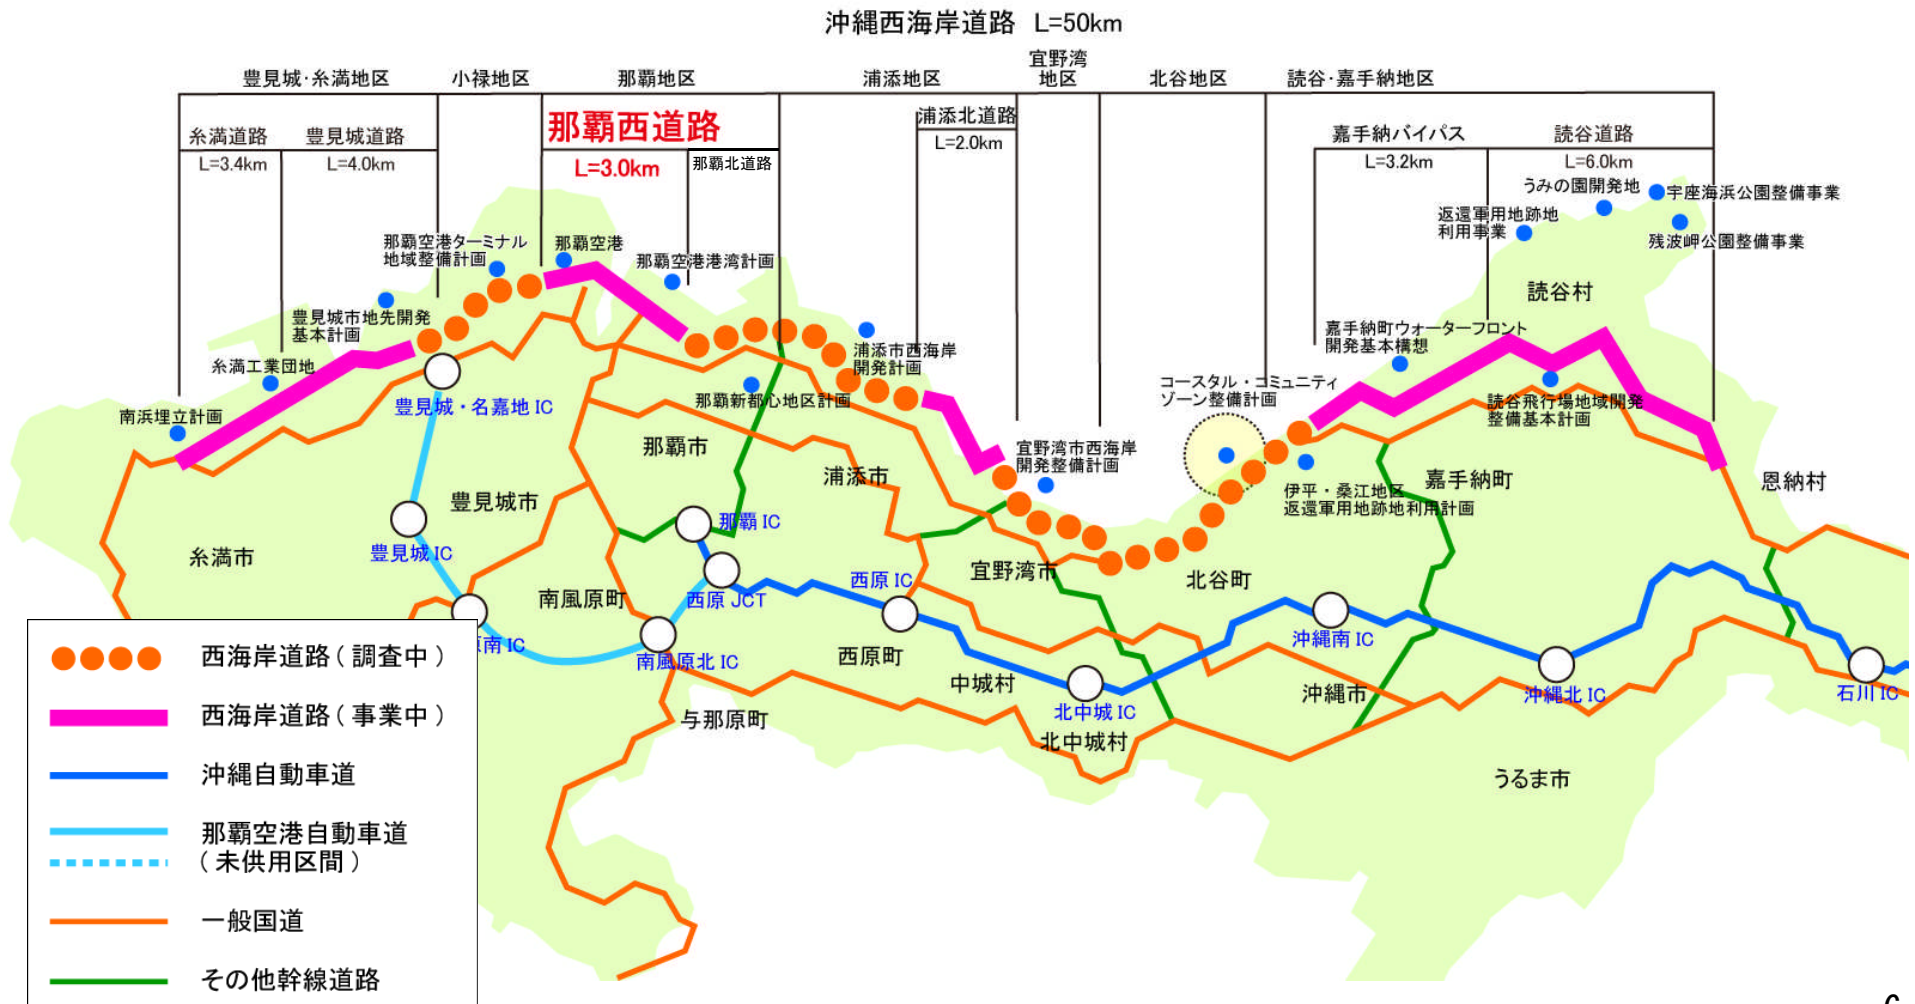 沖縄西海岸道路 L=50km
豊見城・糸満地区
小禄地区
那覇地区
浦添地区
宜野湾
地区
北谷地区
読谷・嘉手納地区
糸満道路
L=3.4km
豊見城道路
L=4.0km
那覇西道路
L=3.0km
那覇北道路
浦添北道路
L=2.0km
嘉手納バイパス
L=3.2km
読谷道路
L=6.0km
うみの園開発地
宇座海浜公園整備事業
返還軍用地跡地
利用事業
残波岬公園整備事業
那覇空港ターミナル
地域整備計画
那覇空港
那覇空港港湾計画
豊見城市地先開発
基本計画
糸満工業団地
南浜埋立計画
浦添市西海岸
開発計画
那覇新都心地区計画
宜野湾市西海岸
開発整備計画
コースタル・コミュニティ
ゾーン整備計画
嘉手納町ウォーターフロント
開発基本構想
読谷飛行場地域開発
整備基本計画
伊平・桑江地区
返還軍用地跡地利用計画
読谷村
恩納村
嘉手納町
那覇市
浦添市
豊見城市
糸満市
南風原町
宜野湾市
北谷町
西原町
中城村
北中城村
沖縄市
与那原町
うるま市
豊見城・名嘉地 IC
豊見城 IC
原南 IC
那覇 IC
西原 JCT
南風原北 IC
西原 IC
北中城 IC
沖縄南 IC
沖縄北 IC
石川 IC
西海岸道路（調査中）
西海岸道路（事業中）
沖縄自動車道
那覇空港自動車道
（未供用区間）
一般国道
その他幹線道路